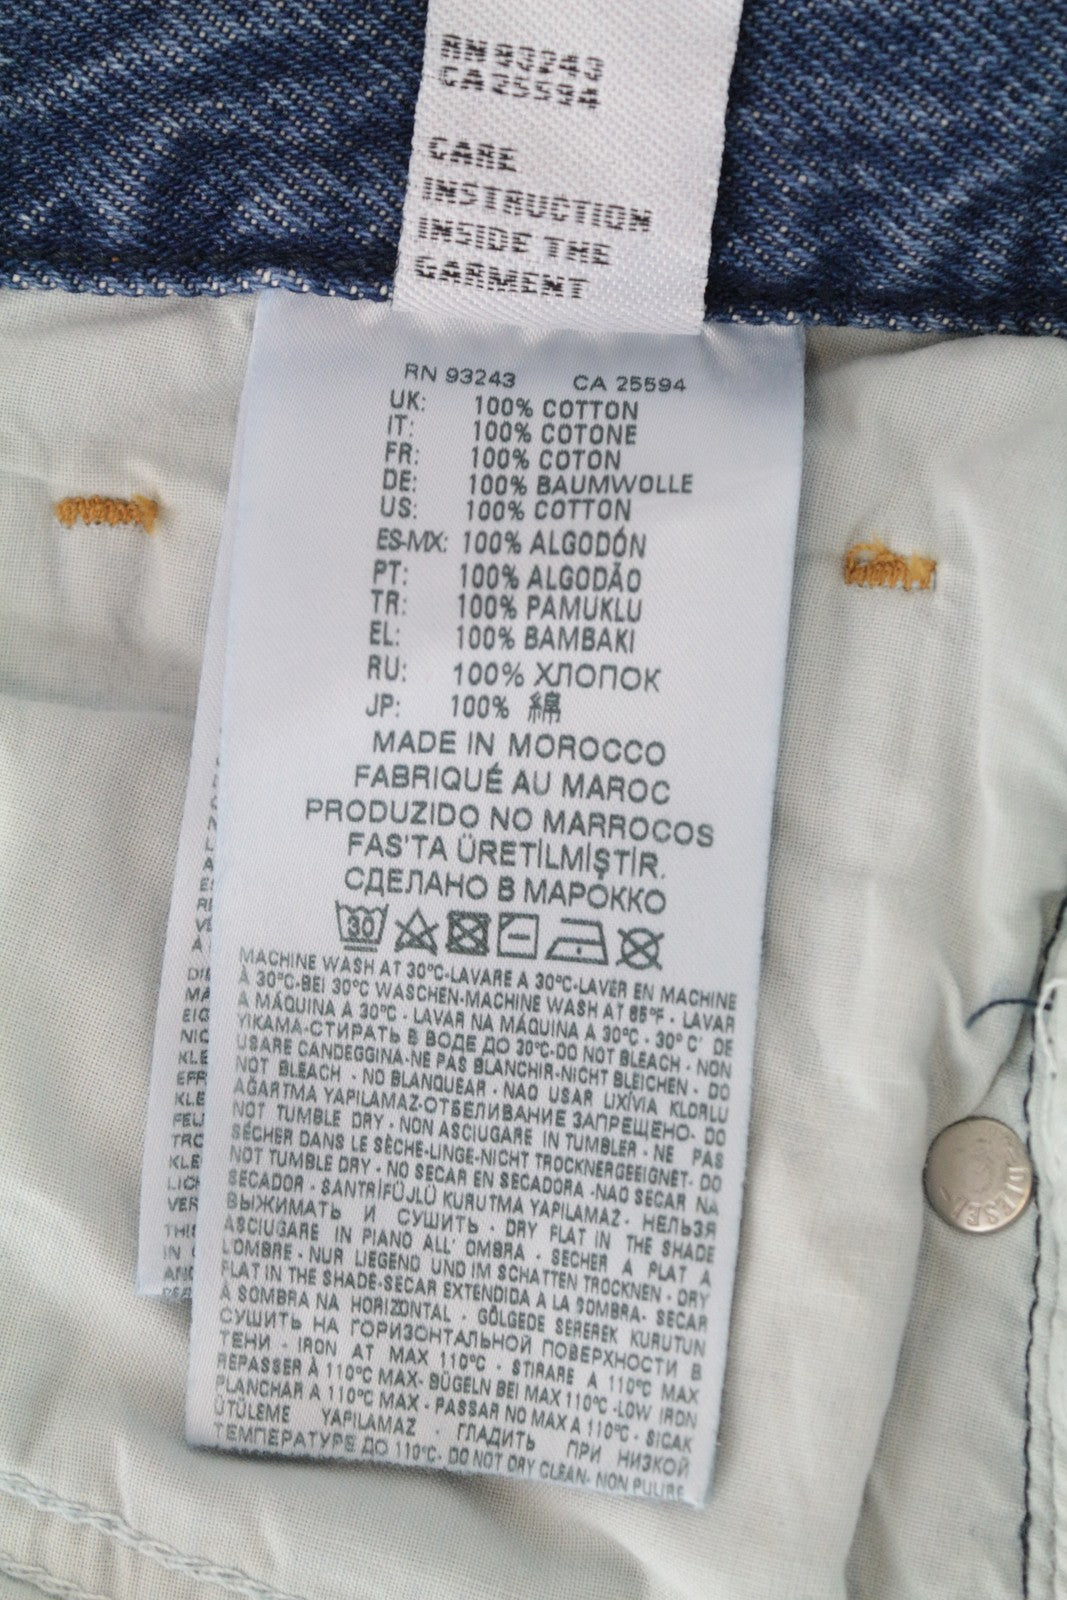 RN 93243
CA 25594
CARE
INSTRUCTION
INSIDE THE
GARMENT
RN 93243 CA 25594
UK: 100% COTTON
IT: 100% COTONE
FR: 100% COTON
DE: 100% BAUMWOLLE
US: 100% COTTON
ES-MX: 100% ALGODÓN
PT: 100% ALGODÃO
TR: 100% PAMUKLU
EL: 100% BAMBAKI
RU: 100% ХЛОПОК
JP: 100% 綿
MADE IN MOROCCO
FABRIQUÉ AU MAROC
PRODUZIDO NO MARROCOS
FAS'TA ÜRETİLMİŞTİR.
СДЕЛАНО В МАРОККО
30
MACHINE WASH AT 30°C-LAVARE A 30°C-LAVER EN MACHINE
À 30°C-BEI 30°C WASCHEN-MACHINE WASH AT 85°F - LAVAR
A MÁQUINA A 30°C - LAVAR NA MÁQUINA A 30°C - 30° C' DE
YIKAMA-СТИРАТЬ В ВОДЕ ДО 30°C-DO NOT BLEACH - NON
USARE CANDEGGINA-NE PAS BLANCHIR-NICHT BLEICHEN - DO
NOT BLEACH - NO BLANQUEAR - NAO USAR LIXÍVIA KLORLU
AĞARTMA YAPILAMAZ-ОТБЕЛИВАНИЕ ЗАПРЕЩЕНО- DO
NOT TUMBLE DRY - NON ASCIUGARE IN TUMBLER - NE PAS
SÉCHER DANS LE SÈCHE-LINGE-NICHT TROCKNERGEEIGNET- DO
NOT TUMBLE DRY - NO SECAR EN SECADORA -NAO SECAR NA
SECADOR - SANTRİFÜJLÜ KURUTMA YAPILAMAZ- НЕЛЬЗЯ
ВЫЖИМАТЬ И СУШИТЬ - DRY FLAT IN THE SHADE
ASCIUGARE IN PIANO ALL' OMBRA - SECHER A PLAT A
L'OMBRE - NUR LIEGEND UND IM SCHATTEN TROCKNEN - DRY
FLAT IN THE SHADE-SECAR EXTENDIDA A LA SOMBRA- SECAR
À SOMBRA NA HORIZONTAL - GÖLGEDE SEREREK KURUTUN
СУШИТЬ НА ГОРИЗОНТАЛЬНОЙ ПОВЕРХНОСТИ В
ТЕНИ - IRON AT MAX 110°C - STIRARE A 110°C MAX
REPASSER À 110°C MAX- BÜGELN BEI MAX 110°C -LOW IRON
PLANCHAR A 110°C MAX - PASSAR NO MAX A 110°C - SICAK
ÜTÜLEME YAPILAMAZ - ГЛАДИТЬ ПРИ НИЗКОЙ
ТЕМПЕРАТУРЕ ДО 110°C- DO NOT DRY CLEAN- NON PULIRE
DIESEL